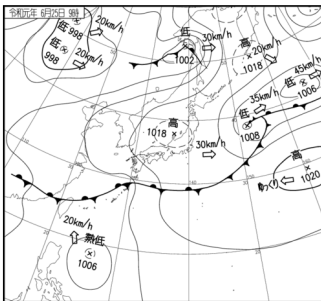 令和元年 6月25日 9時
低 998
20km/h
低
998
20km/h
低
1002
30km/h
高
1018
20km/h
45km/h
低
1006
35km/h
低
1008
高
1018
30km/h
高
1020
ゆっくり
20km/h
熱低
1006